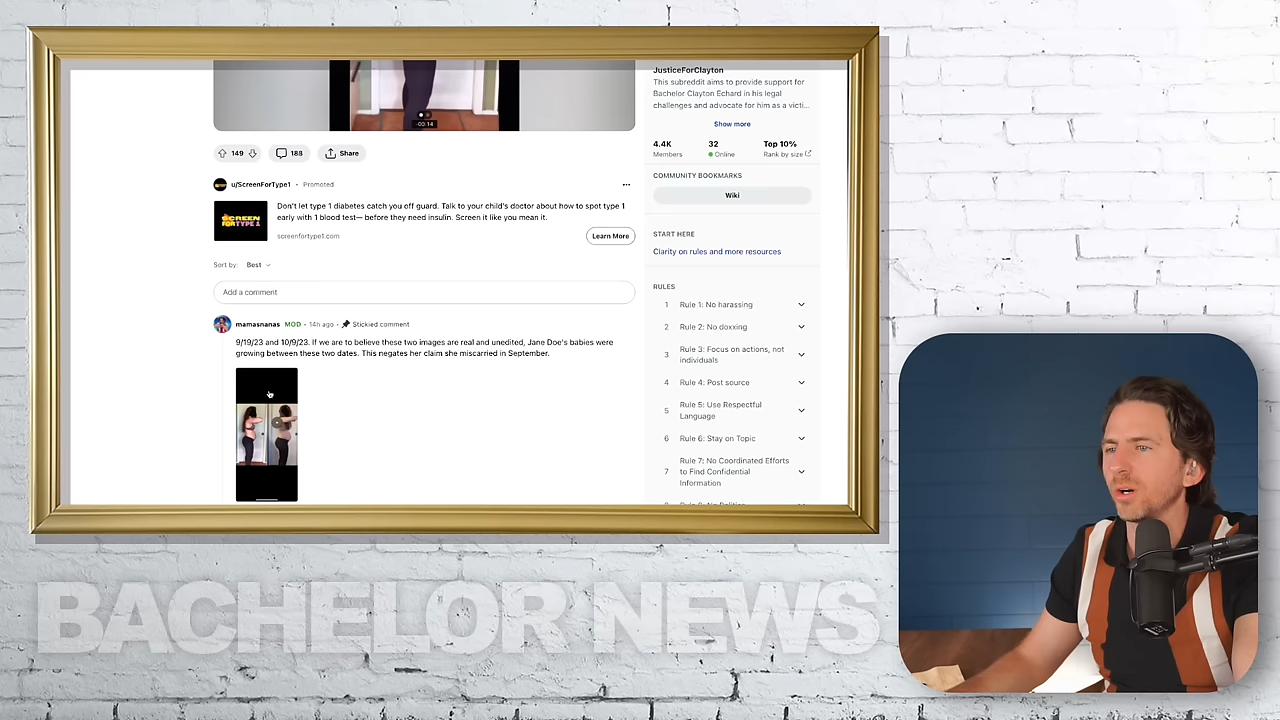 -00:14
149
188
Share
u/ScreenForType1 • Promoted
SCREEN
FOR TYPE 1
Don't let type 1 diabetes catch you off guard. Talk to your child's doctor about how to spot type 1
early with 1 blood test— before they need insulin. Screen it like you mean it.
screenfortype1.com
Learn More
Sort by: Best
Add a comment
mamasnanas MOD • 14h ago • Stickied comment
9/19/23 and 10/9/23. If we are to believe these two images are real and unedited, Jane Doe's babies were
growing between these two dates. This negates her claim she miscarried in September.
JusticeForClayton
This subreddit aims to provide support for
Bachelor Clayton Echard in his legal
challenges and advocate for him as a victi...
Show more
4.4K 32 Top 10%
Members Online Rank by size
COMMUNITY BOOKMARKS
Wiki
START HERE
Clarity on rules and more resources
RULES
1 Rule 1: No harassing
2 Rule 2: No doxxing
3 Rule 3: Focus on actions, not
individuals
4 Rule 4: Post source
5 Rule 5: Use Respectful
Language
6 Rule 6: Stay on Topic
7 Rule 7: No Coordinated Efforts
to Find Confidential
Information
BACHELOR NEWS